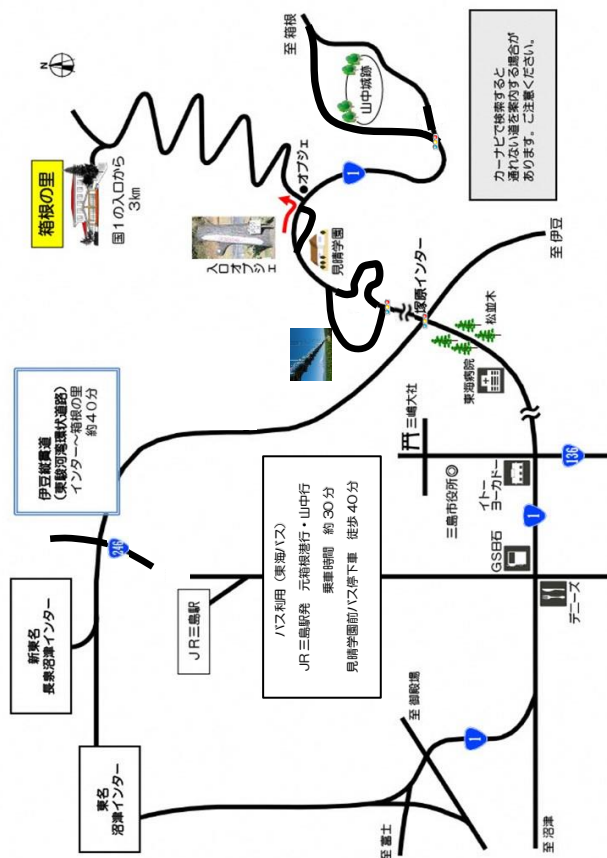 東名
沼津インター
新東名
長泉沼津インター
246
伊豆縦貫道
(東駿河湾環状道路)
インター～箱根の里
約40分
箱根の里
国1の入口から
3km
N
入口オブジェ
オブジェ
至 箱根
山中城跡
1
見晴学園
JR三島駅
バス利用(東海バス)
JR三島駅発 元箱根港行・山中行
乗車時間 約30分
見晴学園前バス停下車 徒歩40分
塚原インター
至 伊豆
松並木
東海病院
三嶋大社
三島市役所◎
136
イトー
ヨーカドー
GS出石
1
デニーズ
至 御殿場
1
至 富士
至 沼津
カーナビで検索すると
通れない道を案内する場合が
あります。ご注意ください。